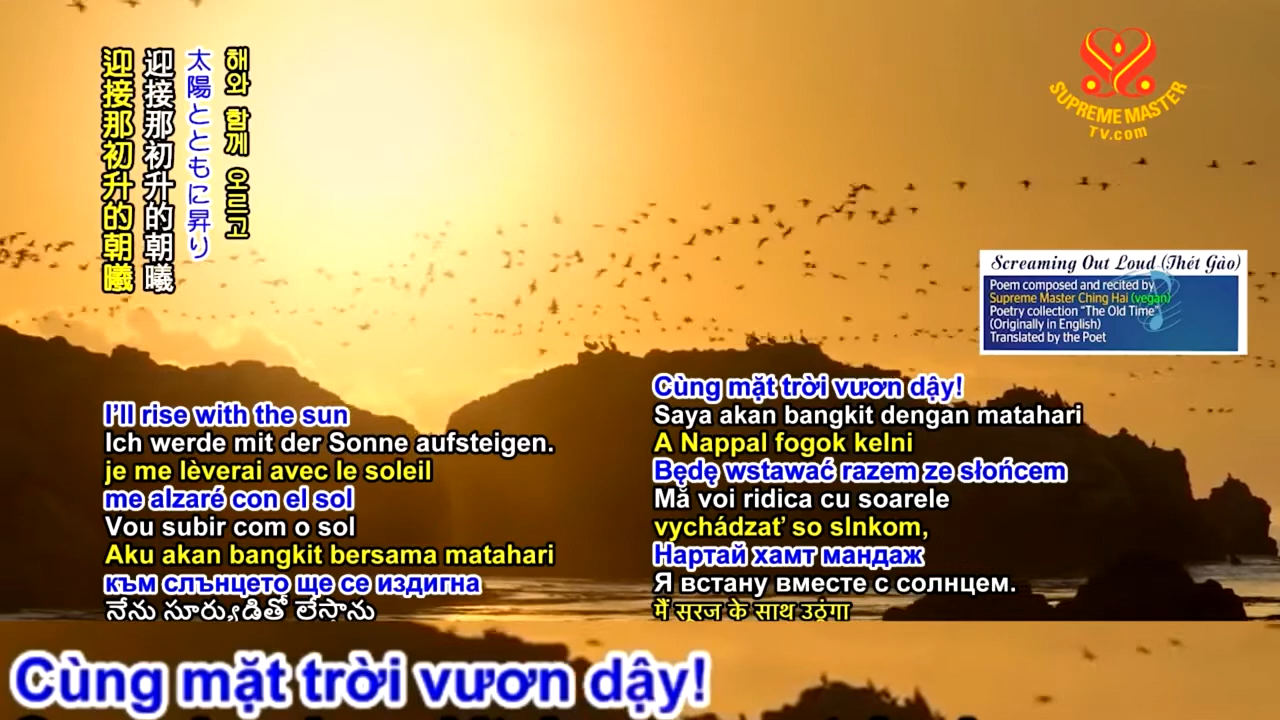 해와 함께 오르고
太陽とともに昇り
迎接那初升的朝曦
迎接那初升的朝曦
SUPREME MASTER
TV.com
Screaming Out Loud (Thét Gào)
Poem composed and recited by
Supreme Master Ching Hai (vegan)
Poetry collection “The Old Time”
(Originally in English)
Translated by the Poet
I’ll rise with the sun
Ich werde mit der Sonne aufsteigen.
je me lèverai avec le soleil
me alzaré con el sol
Vou subir com o sol
Aku akan bangkit bersama matahari
към слънцето ще се издигна
నేను సూర్యుడితో లేస్తాను
Cùng mặt trời vươn dậy!
Saya akan bangkit dengan matahari
A Nappal fogok kelni
Będę wstawać razem ze słońcem
Mă voi ridica cu soarele
vychádzať so slnkom,
Нартай хамт мандаж
Я встану вместе с солнцем.
मैं सूरज के साथ उठूंगा
Cùng mặt trời vươn dậy!